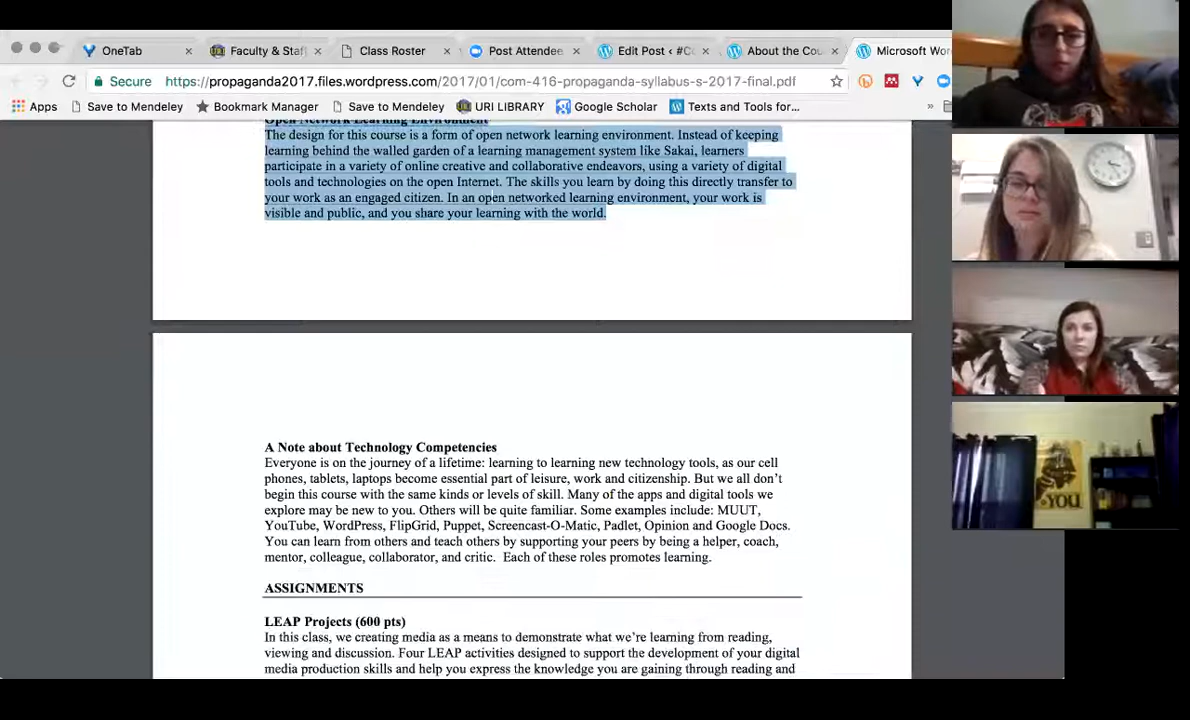 OneTab
Faculty & Staf
Class Roster
Post Attendee
Edit Post ‹ #C
About the Cou
Microsoft Wor
Secure
https://propaganda2017.files.wordpress.com/2017/01/com-416-propaganda-syllabus-s-2017-final.pdf
Apps
Save to Mendeley
Bookmark Manager
Save to Mendeley
URI LIBRARY
Google Scholar
Texts and Tools for...
»
Open Network Learning Environment
The design for this course is a form of open network learning environment. Instead of keeping
learning behind the walled garden of a learning management system like Sakai, learners
participate in a variety of online creative and collaborative endeavors, using a variety of digital
tools and technologies on the open Internet. The skills you learn by doing this directly transfer to
your work as an engaged citizen. In an open networked learning environment, your work is
visible and public, and you share your learning with the world.
A Note about Technology Competencies
Everyone is on the journey of a lifetime: learning to learning new technology tools, as our cell
phones, tablets, laptops become essential part of leisure, work and citizenship. But we all don't
begin this course with the same kinds or levels of skill. Many of the apps and digital tools we
explore may be new to you. Others will be quite familiar. Some examples include: MUUT,
YouTube, WordPress, FlipGrid, Puppet, Screencast-O-Matic, Padlet, Opinion and Google Docs.
You can learn from others and teach others by supporting your peers by being a helper, coach,
mentor, colleague, collaborator, and critic.  Each of these roles promotes learning.
ASSIGNMENTS
LEAP Projects (600 pts)
In this class, we creating media as a means to demonstrate what we're learning from reading,
viewing and discussion. Four LEAP activities designed to support the development of your digital
media production skills and help you express the knowledge you are gaining through reading and
YOU